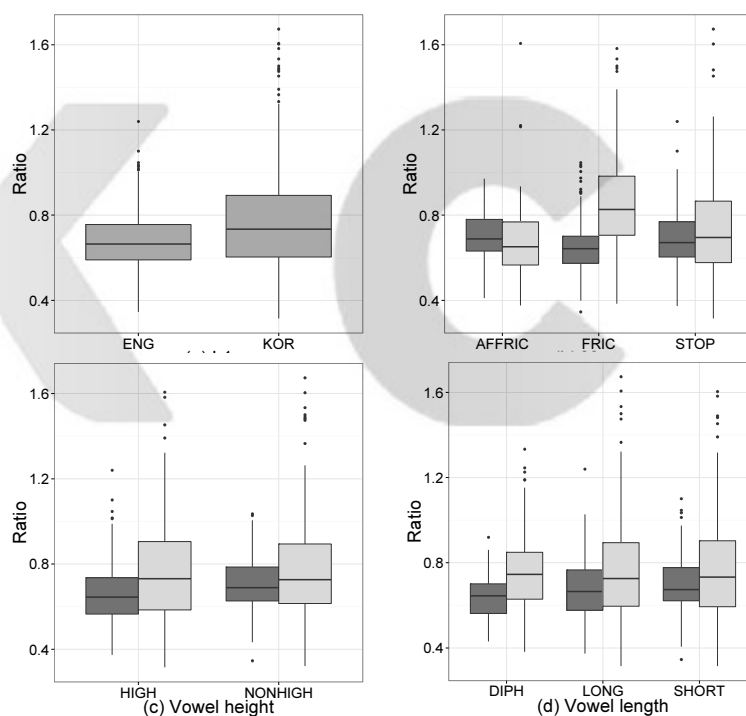 Ratio
1.6
1.2
0.8
0.4
ENG
KOR
Ratio
1.6
1.2
0.8
0.4
AFFRIC
FRIC
STOP
Ratio
1.6
1.2
0.8
0.4
HIGH
NONHIGH
(c) Vowel height
Ratio
1.6
1.2
0.8
0.4
DIPH
LONG
SHORT
(d) Vowel length